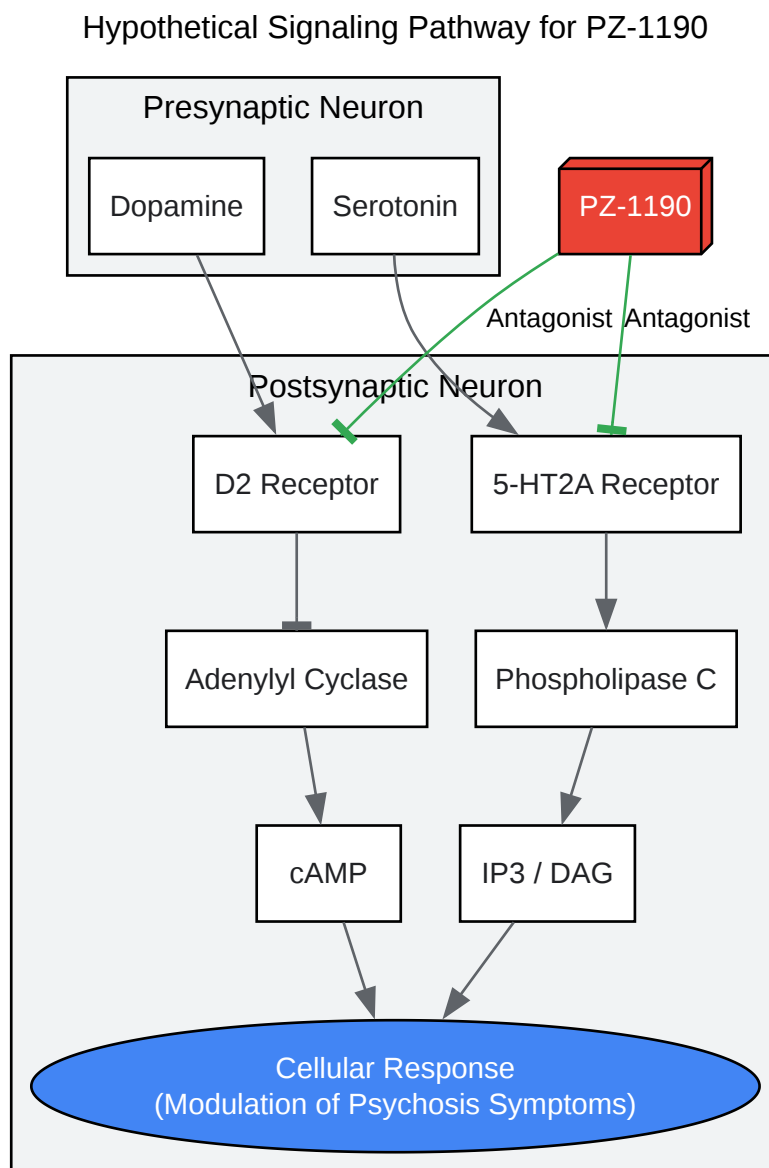 Hypothetical Signaling Pathway for PZ-1190
Presynaptic Neuron
Dopamine
Serotonin
PZ-1190
Antagonist
Antagonist
Postsynaptic Neuron
D2 Receptor
5-HT2A Receptor
Adenylyl Cyclase
Phospholipase C
cAMP
IP3 / DAG
Cellular Response
(Modulation of Psychosis Symptoms)